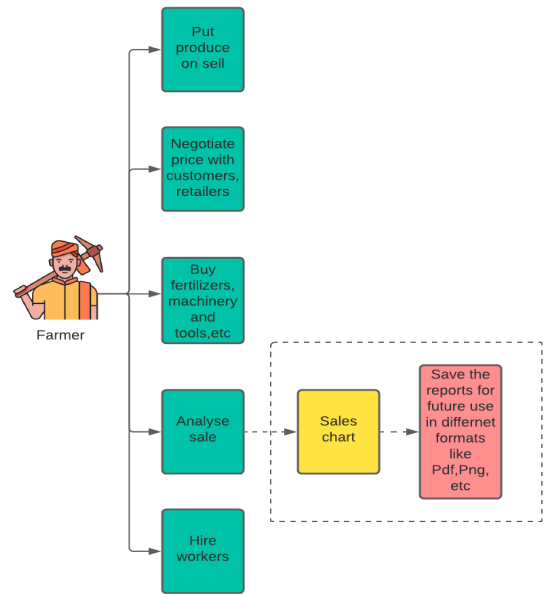 Put
produce
on sell
Negotiate
price with
customers,
retailers
Farmer
Buy
fertilizers,
machinery
and
tools,etc
Analyse
sale
Sales
chart
Save the
reports for
future use
in differnet
formats
like
Pdf,Png,
etc
Hire
workers